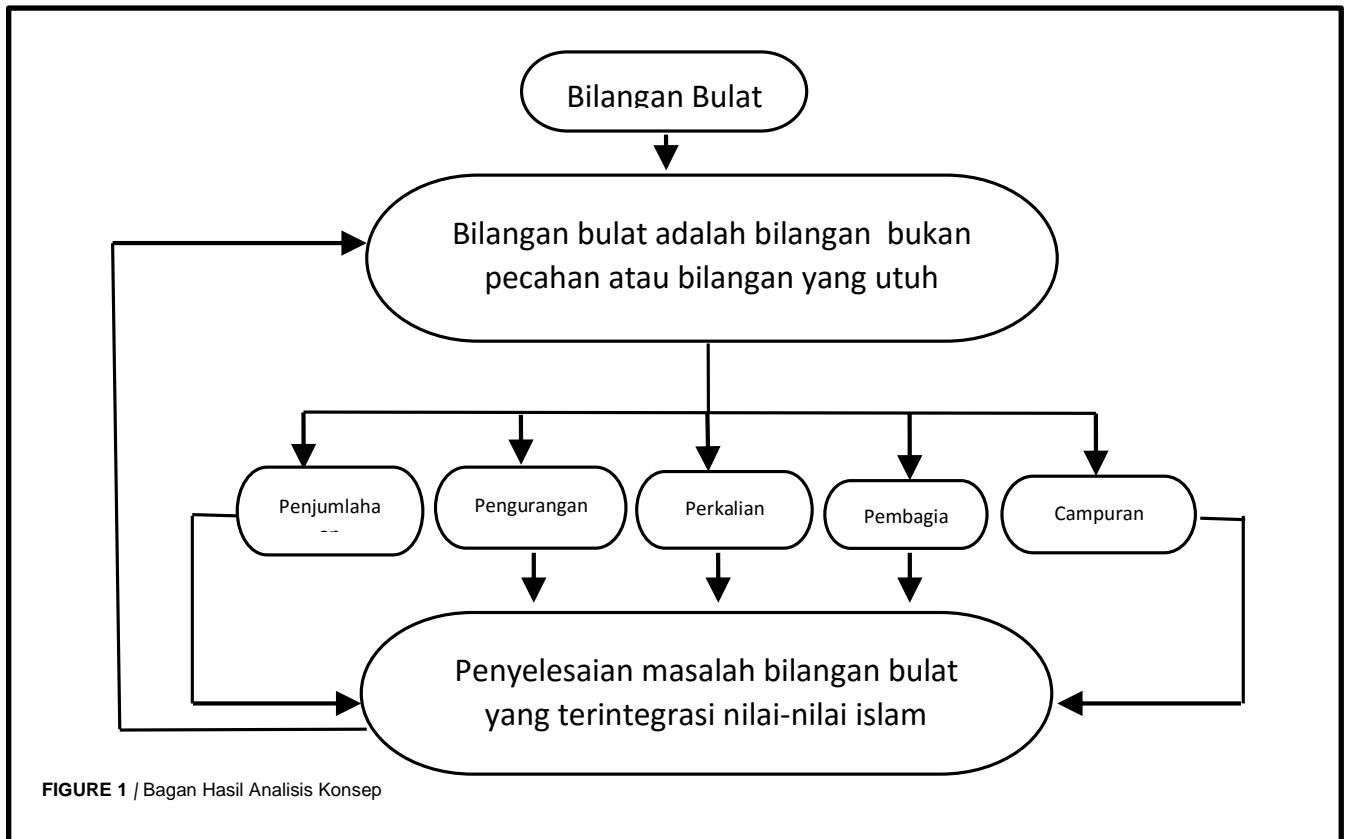 Bilangan Bulat
Bilangan bulat adalah bilangan bukan
pecahan atau bilangan yang utuh
Penjumlaha
Pengurangan
Perkalian
Pembagia
Campuran
Penyelesaian masalah bilangan bulat
yang terintegrasi nilai-nilai islam
FIGURE 1 | Bagan Hasil Analisis Konsep